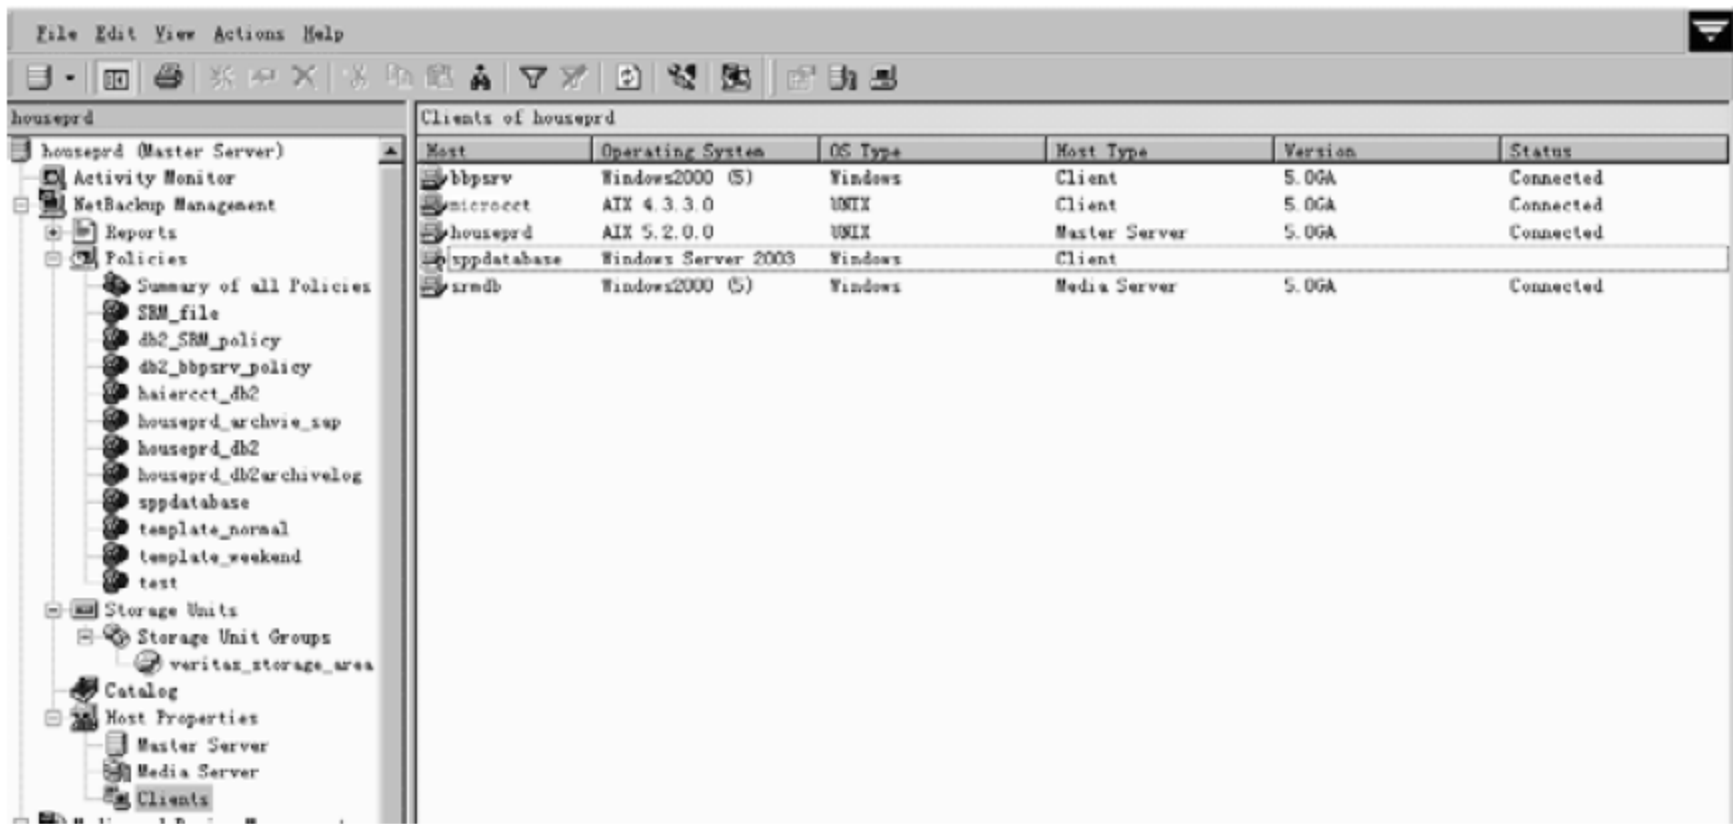 File Edit View Actions Help
houseprd
Clients of houseprd
houseprd (Master Server)
Activity Monitor
NetBackup Management
Reports
Policies
Summary of all Policies
SRM_file
db2_SRM_policy
db2_bbpsrv_policy
haiercct_db2
houseprd_archvie_sap
houseprd_db2
houseprd_db2archivelog
sppdatabase
template_normal
template_weekend
test
Storage Units
Storage Unit Groups
veritas_storage_area
Catalog
Host Properties
Master Server
Media Server
Clients
Host Operating System OS Type Host Type Version Status
bbpsrv Windows2000 (5) Windows Client 5.0GA Connected
microcct AIX 4.3.3.0 UNIX Client 5.0GA Connected
houseprd AIX 5.2.0.0 UNIX Master Server 5.0GA Connected
sppdatabase Windows Server 2003 Windows Client
srmdb Windows2000 (5) Windows Media Server 5.0GA Connected